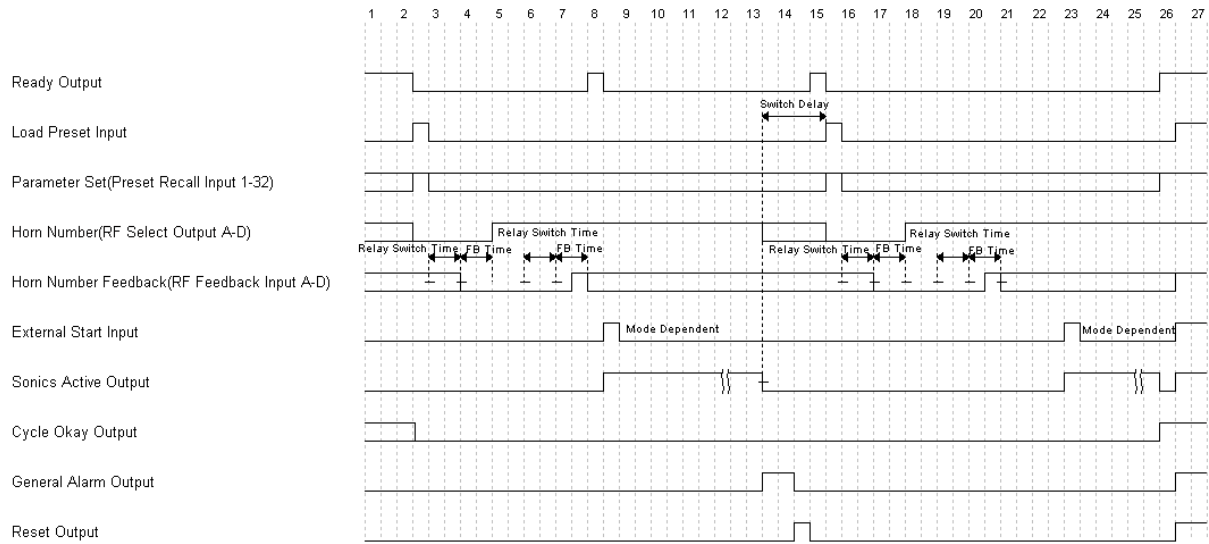 1 2 3 4 5 6 7 8 9 10 11 12 13 14 15 16 17 18 19 20 21 22 23 24 25 26 27
Ready Output
Switch Delay
Load Preset Input
Parameter Set(Preset Recall Input 1-32)
Horn Number(RF Select Output A-D)
Relay Switch Time
Relay Switch Time
Relay Switch Time
FB Time
FB Time
Relay Switch Time
FB Time
FB Time
Horn Number Feedback(RF Feedback Input A-D)
External Start Input
Mode Dependent
Mode Dependent
Sonics Active Output
Cycle Okay Output
General Alarm Output
Reset Output